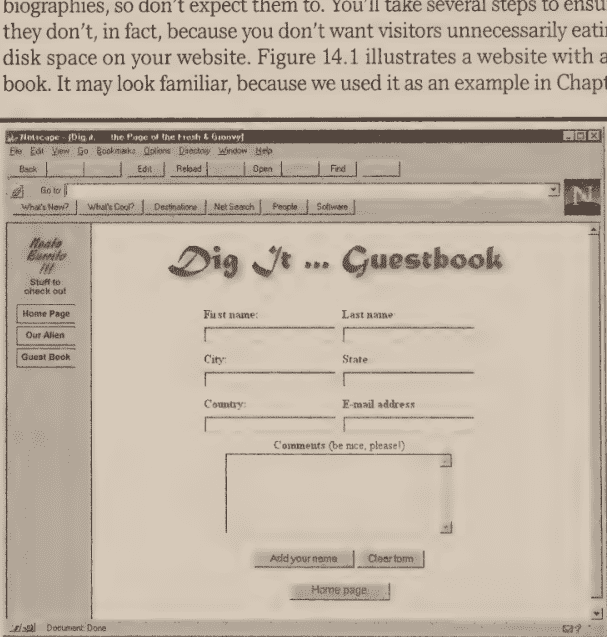 biographies, so don't expect them to. You'll take several steps to ensu
they don't, in fact, because you don't want visitors unnecessarily eatin
disk space on your website. Figure 14.1 illustrates a website with a
book. It may look familiar, because we used it as an example in Chapt
Netscape - [Dig it. the Page of the Fresh & Groovy]
File Edit View Go Bookmarks Options Directory Window Help
Back Edit Reload Open Find
Go to
N
What's New? What's Cool? Destinations Net Search People Software
Neato
Burrito
!!!
Stuff to
check out
Home Page
Our Alien
Guest Book
Dig It ... Guestbook
First name: Last name
City: State
Country: E-mail address
Comments (be nice, please!)
Add your name Clear form
Home page
Document: Done